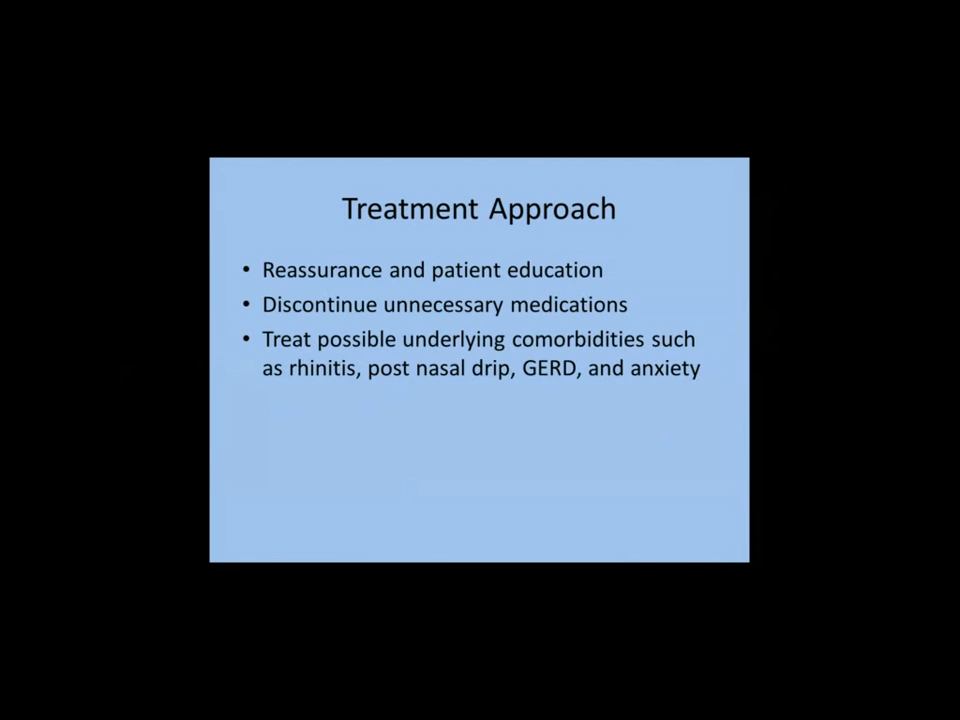 Treatment Approach
• Reassurance and patient education
• Discontinue unnecessary medications
• Treat possible underlying comorbidities such
as rhinitis, post nasal drip, GERD, and anxiety